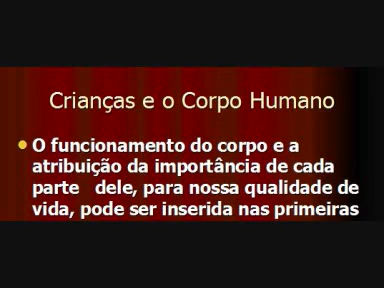 Crianças e o Corpo Humano
O funcionamento do corpo e a
atribuição da importância de cada
parte dele, para nossa qualidade de
vida, pode ser inserida nas primeiras